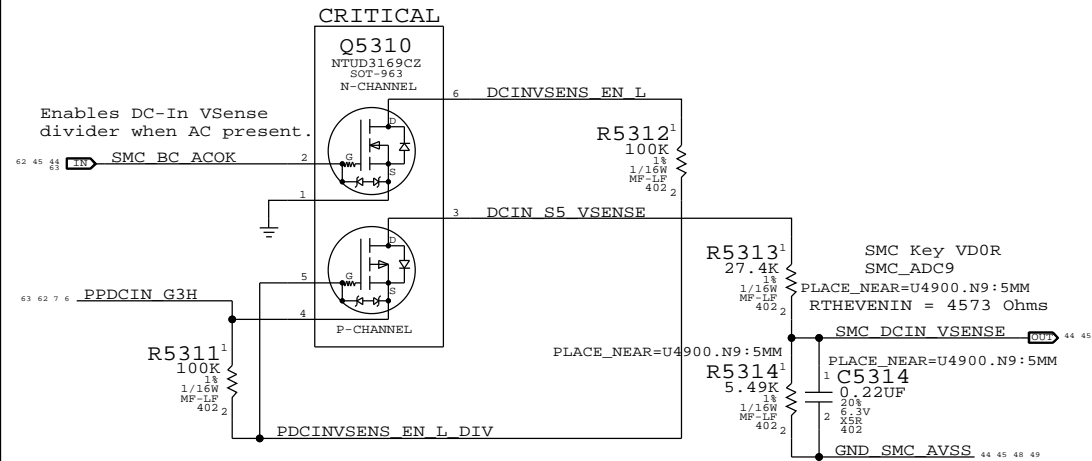 CRITICAL
Q5310
NTUD3169CZ
SOT-963
N-CHANNEL
Enables DC-In VSense
divider when AC present.
62 45 44
63
IN
SMC_BC_ACOK
2
G
D
S
6
DCINVSENS_EN_L
1
R5312
1
100K
1%
1/16W
MF-LF
402
2
3
DCIN_S5_VSENSE
D
G
S
5
4
P-CHANNEL
63 62 7 6
PPDCIN_G3H
R5311
1
100K
1%
1/16W
MF-LF
402
2
PDCINVSENS_EN_L_DIV
R5313
1
27.4K
1%
1/16W
MF-LF
402
2
SMC Key VD0R
SMC_ADC9
PLACE_NEAR=U4900.N9:5MM
RTHEVENIN = 4573 Ohms
SMC_DCIN_VSENSE
OUT
44 45
PLACE_NEAR=U4900.N9:5MM
R5314
1
5.49K
1%
1/16W
MF-LF
402
2
PLACE_NEAR=U4900.N9:5MM
1
C5314
0.22UF
20%
6.3V
X5R
402
2
GND_SMC_AVSS
44 45 48 49